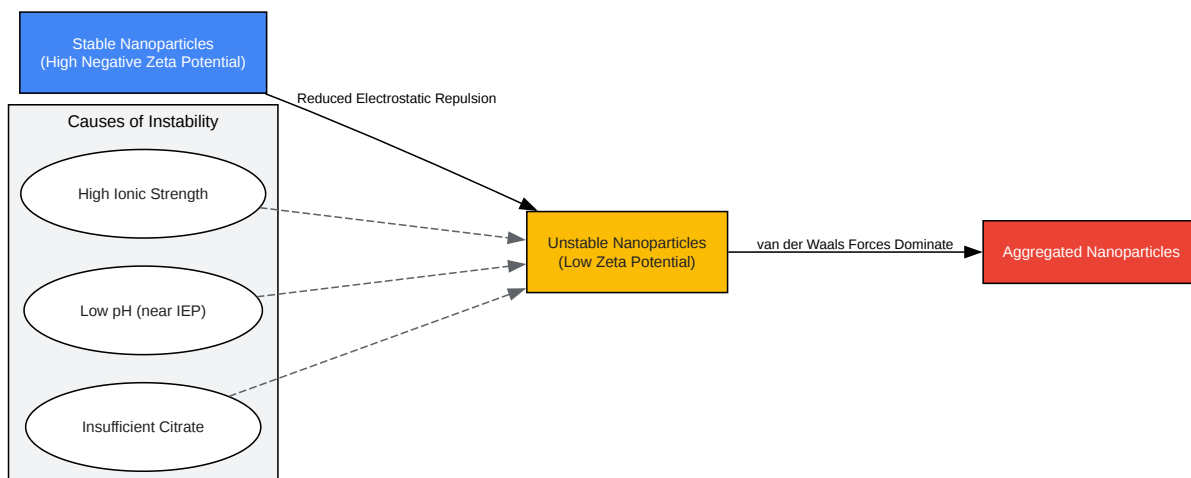 Stable Nanoparticles
(High Negative Zeta Potential)
Reduced Electrostatic Repulsion
Causes of Instability
High Ionic Strength
Low pH (near IEP)
Insufficient Citrate
Unstable Nanoparticles
(Low Zeta Potential)
van der Waals Forces Dominate
Aggregated Nanoparticles